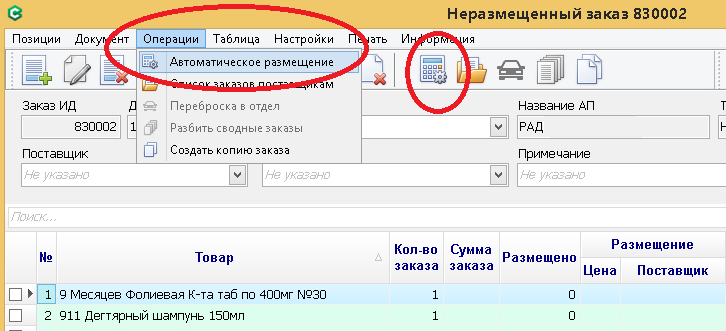 Неразмещенный заказ 830002
Позиции Документ Операции Таблица Настройки Печать Информация
Автоматическое размещение
Список заказов поставщикам
Переброска в отдел
Разбить сводные заказы
Создать копию заказа
Заказ ИД Название АП
830002 РАД
Поставщик Примечание
Не указано Не указано Не указано
Поиск...
№ Товар Кол-во заказа Сумма заказа Размещено Размещение
Цена Поставщик
1 9 Месяцев Фолиевая К-та таб по 400мг №30 1 0
2 911 Дегтярный шампунь 150мл 1 0